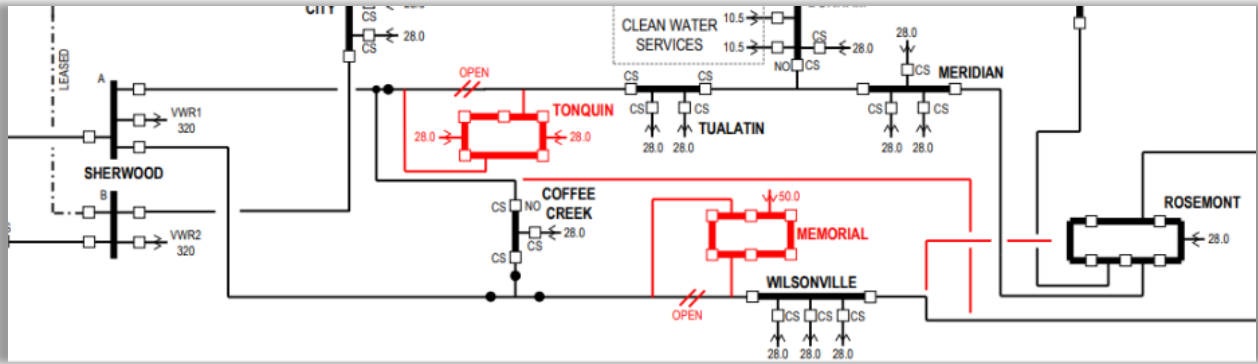 CITY
CS
28.0
CS
28.0
CS
LEASED
A
VWR1
320
SHERWOOD
B
VWR2
320
OPEN
TONQUIN
28.0
28.0
CLEAN WATER
SERVICES
10.5
10.5
CS
28.0
NO
CS
CS
CS
CS
CS
28.0
28.0
TUALATIN
28.0
CS
MERIDIAN
CS
CS
28.0
28.0
COFFEE
CREEK
CS
NO
CS
28.0
CS
50.0
MEMORIAL
OPEN
WILSONVILLE
CS
CS
CS
28.0
28.0
28.0
ROSEMONT
28.0